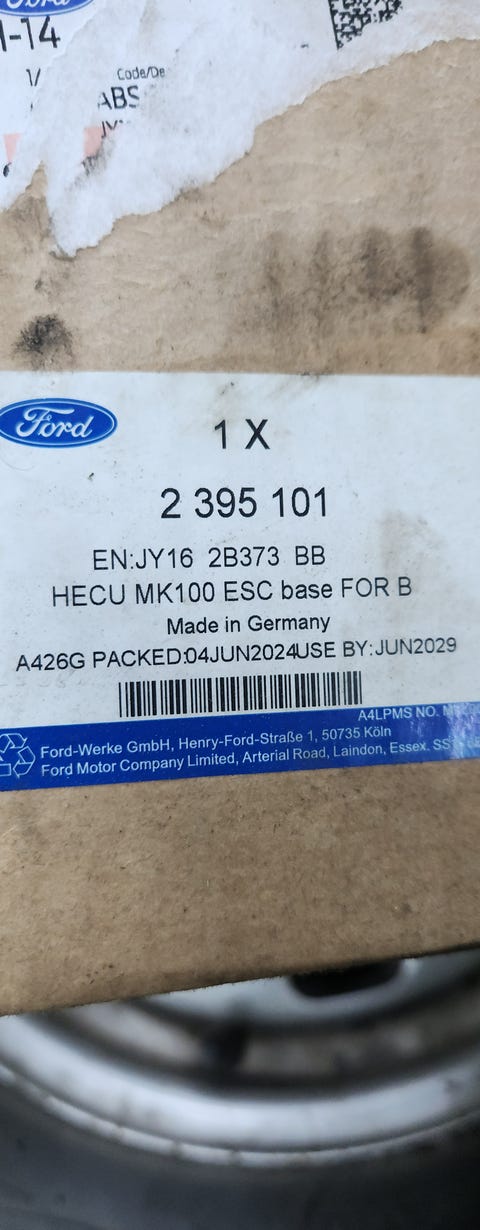 Ford
-14
1/
Code/De
ABS
Ford
1 X
2 395 101
EN:JY16 2B373 BB
HECU MK100 ESC base FOR B
Made in Germany
A426G PACKED:04JUN2024USE BY:JUN2029
A4LPMS NO.
Ford-Werke GmbH, Henry-Ford-Straße 1, 50735 Köln
Ford Motor Company Limited, Arterial Road, Laindon, Essex.